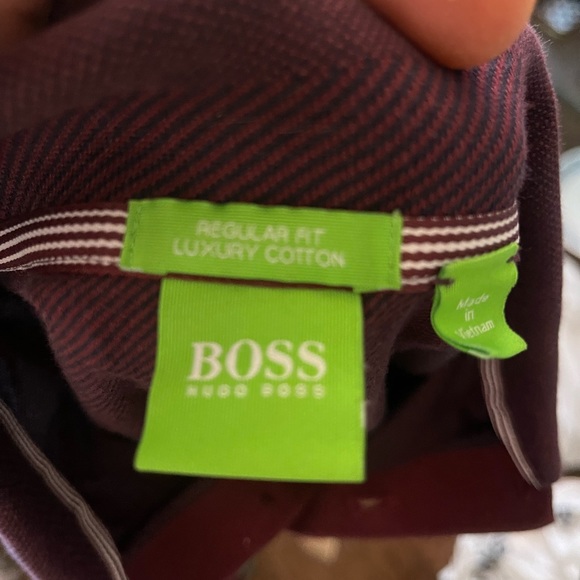 REGULAR FIT
LUXURY COTTON
BOSS
HUGO BOSS
Made
in
Vietnam